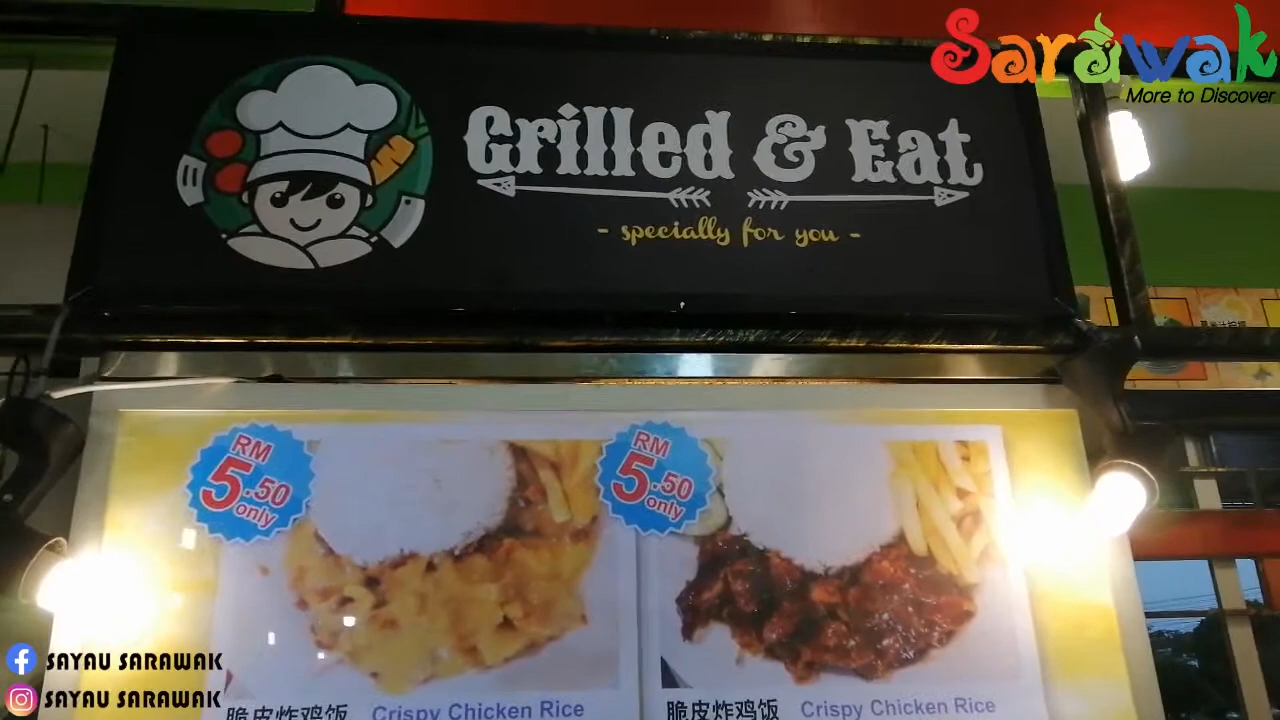 Sarawak
More to Discover
Grilled & Eat
- specially for you -
RM
5.50
only
RM
5.50
only
脆皮炸鸡饭 Crispy Chicken Rice
脆皮炸鸡饭 Crispy Chicken Rice
SAYAU SARAWAK
SAYAU SARAWAK